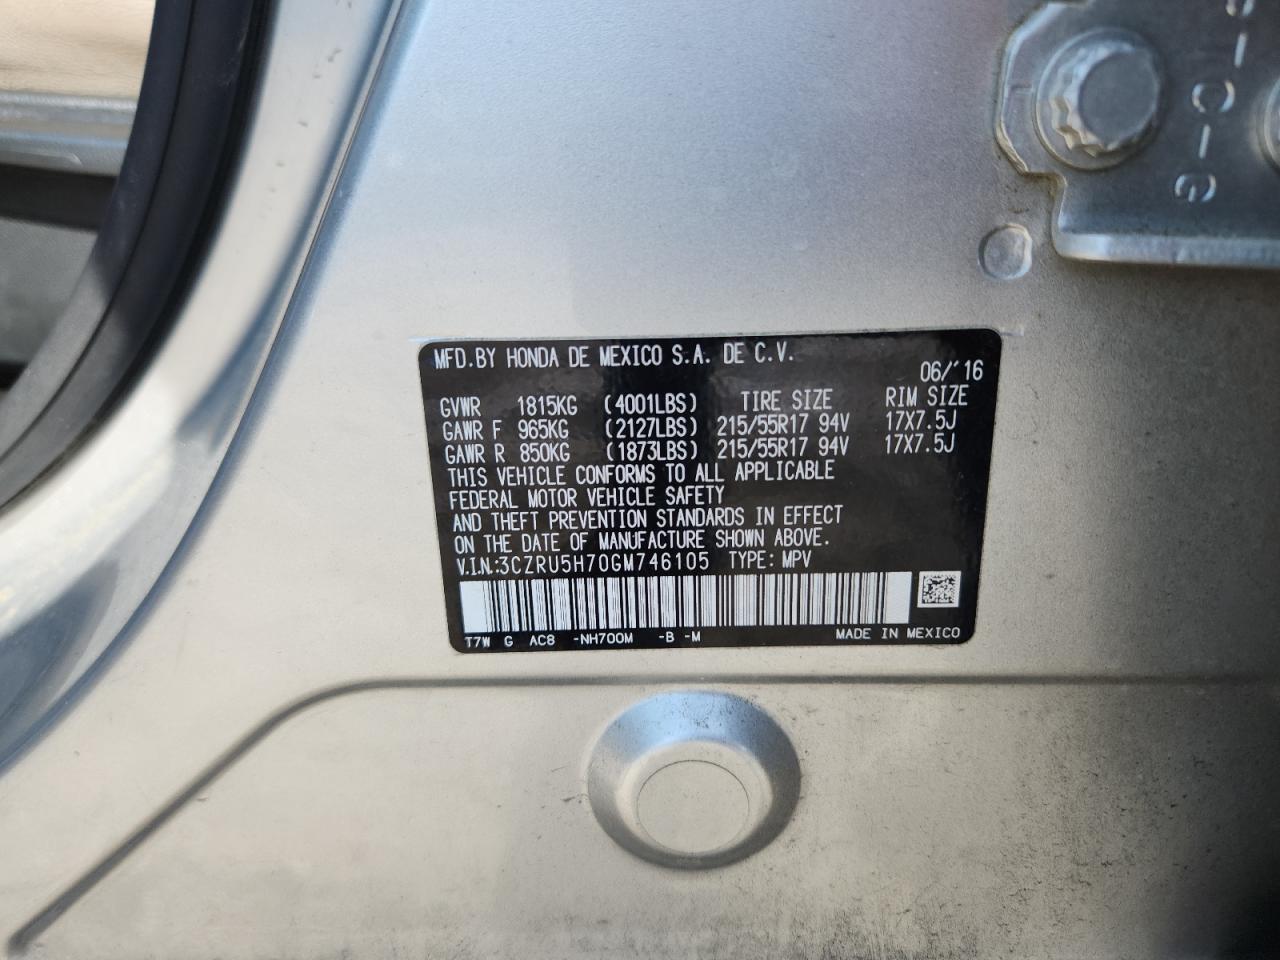 C-G
MFD.BY HONDA DE MEXICO S.A. DE C.V.
06/'16
GVWR 1815KG (4001LBS) TIRE SIZE RIM SIZE
GAWR F 965KG (2127LBS) 215/55R17 94V 17X7.5J
GAWR R 850KG (1873LBS) 215/55R17 94V 17X7.5J
THIS VEHICLE CONFORMS TO ALL APPLICABLE
FEDERAL MOTOR VEHICLE SAFETY
AND THEFT PREVENTION STANDARDS IN EFFECT
ON THE DATE OF MANUFACTURE SHOWN ABOVE.
V.I.N.:3CZRU5H70GM746105 TYPE: MPV
T7W G AC8 -NH700M -B -M MADE IN MEXICO